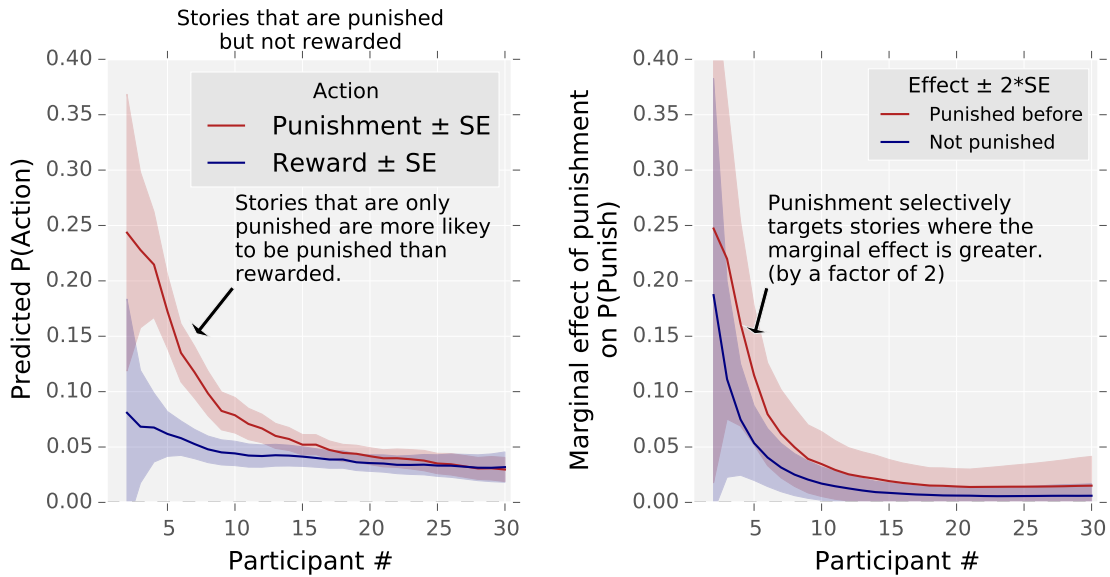 Stories that are punished
but not rewarded
0.40
0.35
0.30
0.25
0.20
0.15
0.10
0.05
0.00
Predicted P(Action)
Action
Punishment ± SE
Reward ± SE
Stories that are only
punished are more likely
to be punished than
rewarded.
5
10
15
20
25
30
Participant #
0.40
0.35
0.30
0.25
0.20
0.15
0.10
0.05
0.00
Marginal effect of punishment
on P(Punish)
Effect ± 2*SE
Punished before
Not punished
Punishment selectively
targets stories where the
marginal effect is greater.
(by a factor of 2)
5
10
15
20
25
30
Participant #